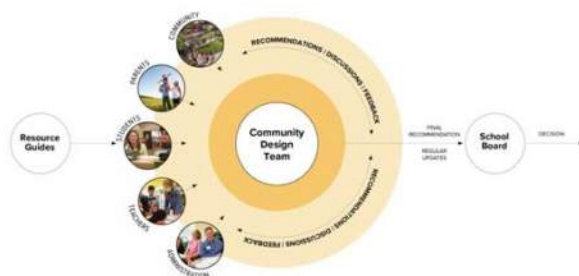 COMMUNITY
PARENTS
STUDENTS
TEACHERS
ADMINISTRATION
Resource
Guides
RECOMMENDATIONS | DISCUSSIONS | FEEDBACK
Community
Design
Team
RECOMMENDATIONS | DISCUSSIONS | FEEDBACK
FINAL
RECOMMENDATION
REGULAR
UPDATES
School
Board
DECISION